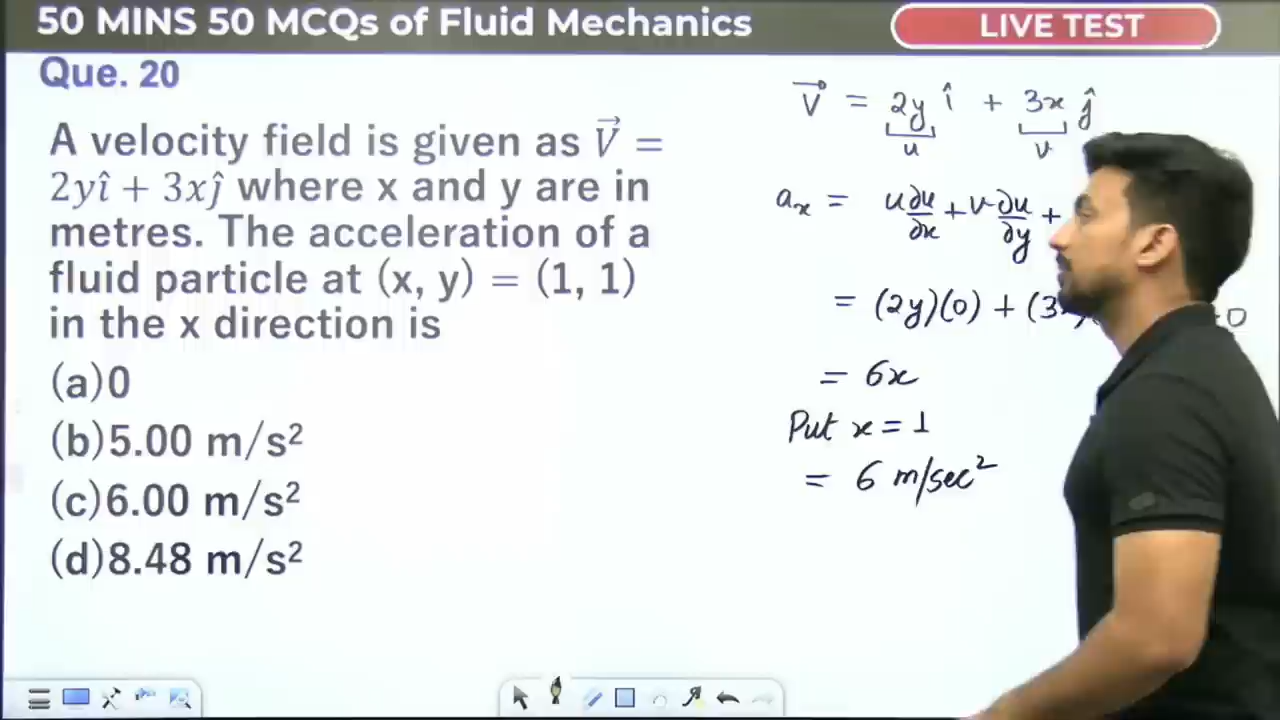 50 MINS 50 MCQs of Fluid Mechanics
LIVE TEST
Que. 20
A velocity field is given as V⃗ =
2yî + 3xĵ where x and y are in
metres. The acceleration of a
fluid particle at (x, y) = (1, 1)
in the x direction is
(a)0
(b)5.00 m/s²
(c)6.00 m/s²
(d)8.48 m/s²
V⃗ = 2y î + 3x ĵ
u v
aₓ = u ∂u/∂x + v ∂u/∂y +
= (2y)(0) + (3
0
= 6x
Put x = 1
= 6 m/sec²